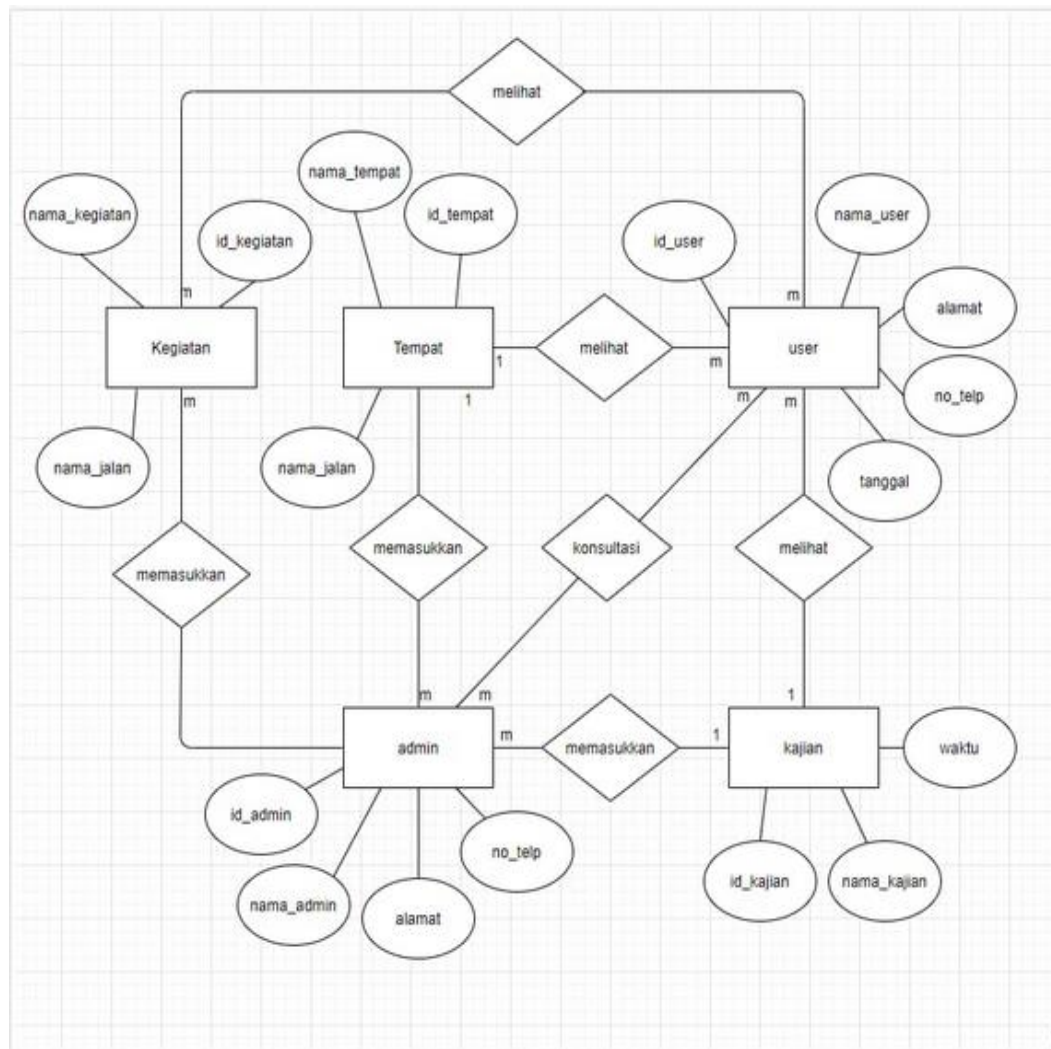 melihat
nama_tempat
nama_kegiatan
id_tempat
nama_user
id_kegiatan
id_user
m
m
alamat
Kegiatan
Tempat
1
melihat
m
user
m
1
m
m
no_telp
nama_jalan
nama_jalan
tanggal
memasukkan
konsultasi
melihat
memasukkan
m
m
1
admin
m
memasukkan
1
kajian
waktu
id_admin
no_telp
id_kajian
nama_kajian
nama_admin
alamat